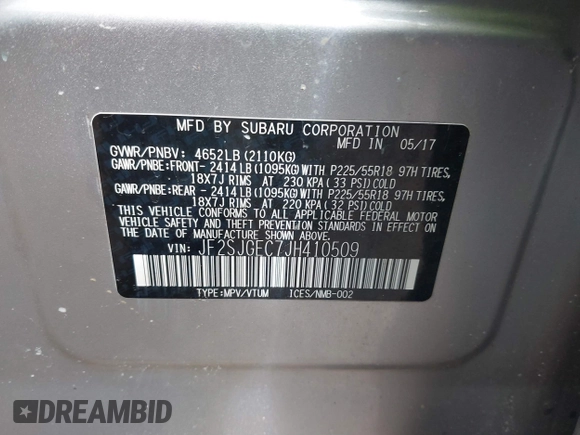 MFD BY SUBARU CORPORATION
MFD IN 05/17
GVWR/PNBV: 4652LB(2110KG)
GAWR/PNBE:FRONT-2414LB(1095KG)WITH P225/55R18 97H TIRES,
18X7J RIMS AT 230 KPA(33 PSI)COLD
GAWR/PNBE:REAR -2414LB(1095KG)WITH P225/55R18 97H TIRES,
18X7J RIMS AT 220 KPA(32 PSI)COLD
THIS VEHICLE CONFORMS TO ALL APPLICABLE FEDERAL MOTOR
VEHICLE SAFETY AND THEFT PREVENTION STANDARDS IN EFFECT ON
THE DATE OF MANUFACTURE SHOWN ABOVE.
VIN: JF2SJGEC7JH410509
TYPE:MPV/VTUM ICES/NMB-002
DREAMBID